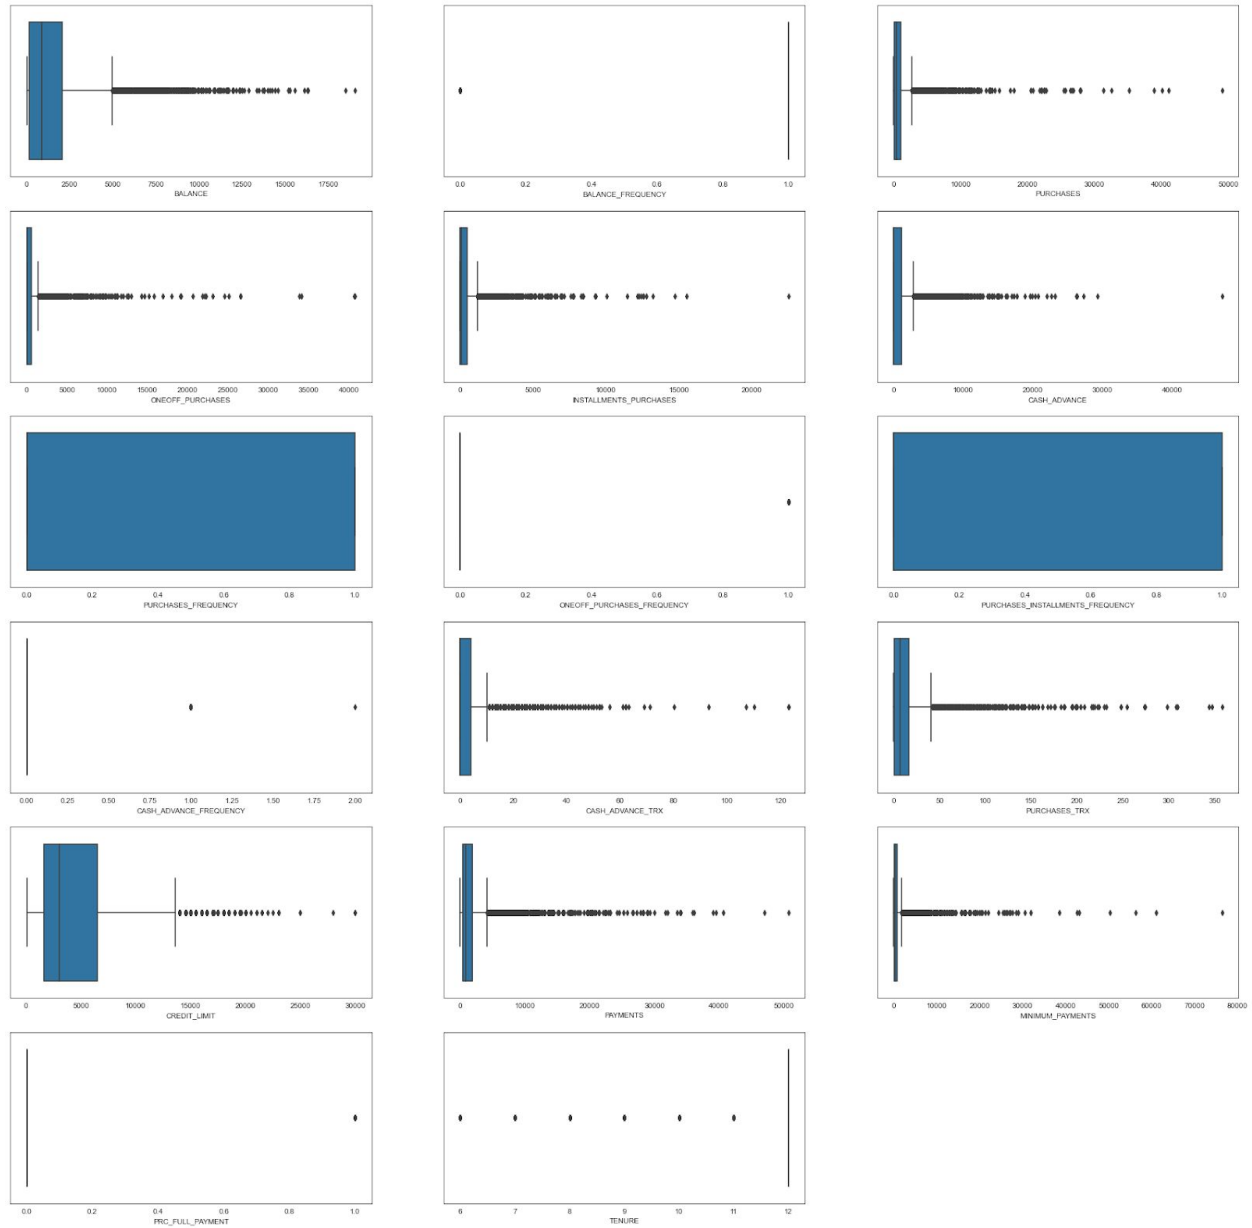 0 2500 5000 7500 10000 12500 15000 17500
BALANCE
0.0 0.2 0.4 0.6 0.8 1.0
BALANCE_FREQUENCY
0 10000 20000 30000 40000 50000
PURCHASES
0 5000 10000 15000 20000 25000 30000 35000 40000
ONEOFF_PURCHASES
0 5000 10000 15000 20000
INSTALLMENTS_PURCHASES
0 10000 20000 30000 40000
CASH_ADVANCE
0.0 0.2 0.4 0.6 0.8 1.0
PURCHASES_FREQUENCY
0.0 0.2 0.4 0.6 0.8 1.0
ONEOFF_PURCHASES_FREQUENCY
0.0 0.2 0.4 0.6 0.8 1.0
PURCHASES_INSTALLMENTS_FREQUENCY
0.00 0.25 0.50 0.75 1.00 1.25 1.50 1.75 2.00
CASH_ADVANCE_FREQUENCY
0 20 40 60 80 100 120
CASH_ADVANCE_TRX
0 50 100 150 200 250 300 350
PURCHASES_TRX
0 5000 10000 15000 20000 25000 30000
CREDIT_LIMIT
0 10000 20000 30000 40000 50000
PAYMENTS
0 10000 20000 30000 40000 50000 60000 70000 80000
MINIMUM_PAYMENTS
0.0 0.2 0.4 0.6 0.8 1.0
PRC_FULL_PAYMENT
6 7 8 9 10 11 12
TENURE